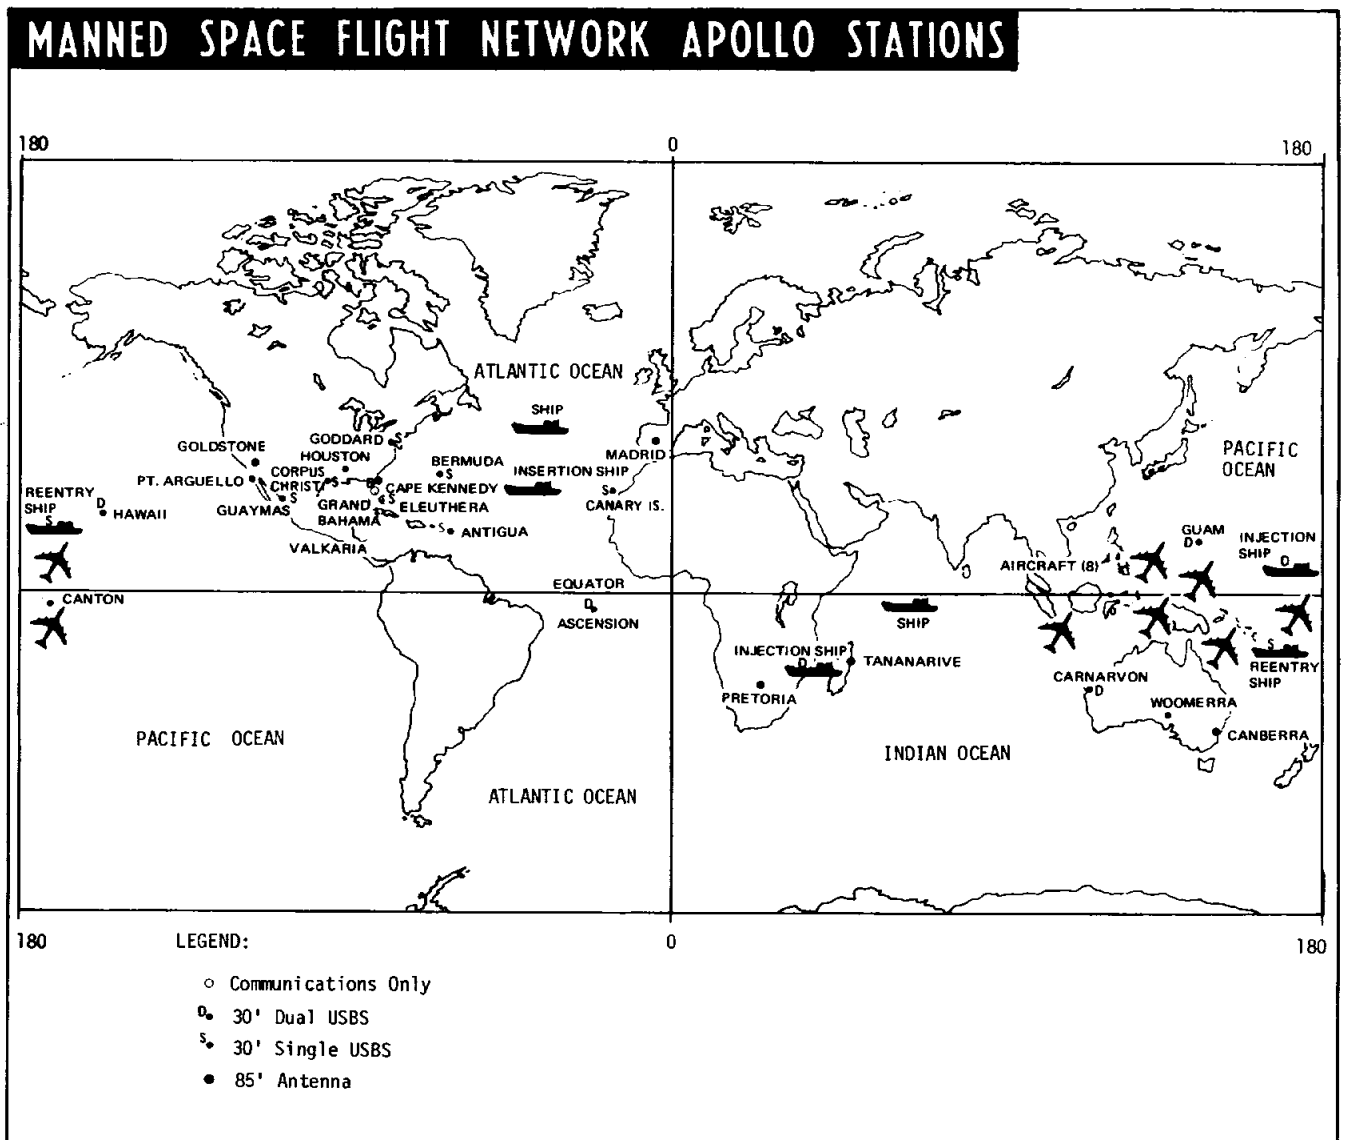 MANNED SPACE FLIGHT NETWORK APOLLO STATIONS
180 0 180
ATLANTIC OCEAN
SHIP
GODDARD S
GOLDSTONE
HOUSTON
MADRID
PACIFIC
OCEAN
BERMUDA
S
INSERTION SHIP
CORPUS
CHRISTI S
PT. ARGUELLO
D CAPE KENNEDY
S
CANARY IS.
REENTRY
SHIP
S
D
HAWAII
GUAYMAS S
GRAND
BAHAMA
S
ELEUTHERA
S ANTIGUA
VALKARIA
GUAM
D
INJECTION
SHIP D
AIRCRAFT (8)
EQUATOR
CANTON
D
ASCENSION
SHIP
INJECTION SHIP
D
TANANARIVE
S
REENTRY
SHIP
PRETORIA
CARNARVON
D
WOOMERRA
CANBERRA
PACIFIC OCEAN
INDIAN OCEAN
ATLANTIC OCEAN
180 0 180
LEGEND:
Communications Only
D 30' Dual USBS
S 30' Single USBS
85' Antenna